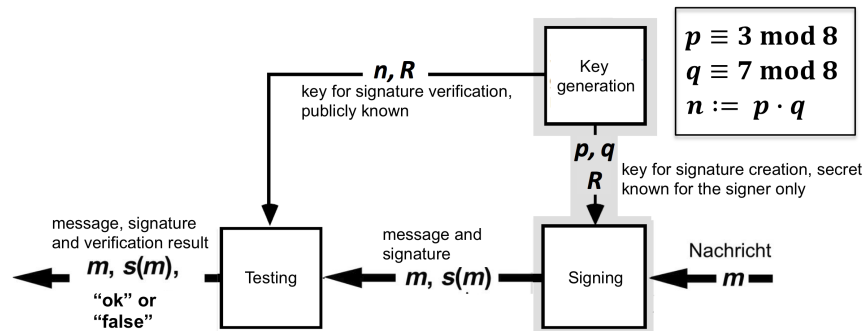 p ≡ 3 mod 8
q ≡ 7 mod 8
n := p · q
Key
generation
n, R
key for signature verification,
publicly known
p, q
R
key for signature creation, secret
known for the signer only
message, signature
and verification result
m, s(m),
“ok” or
“false”
Testing
message and
signature
m, s(m)
Signing
Nachricht
m